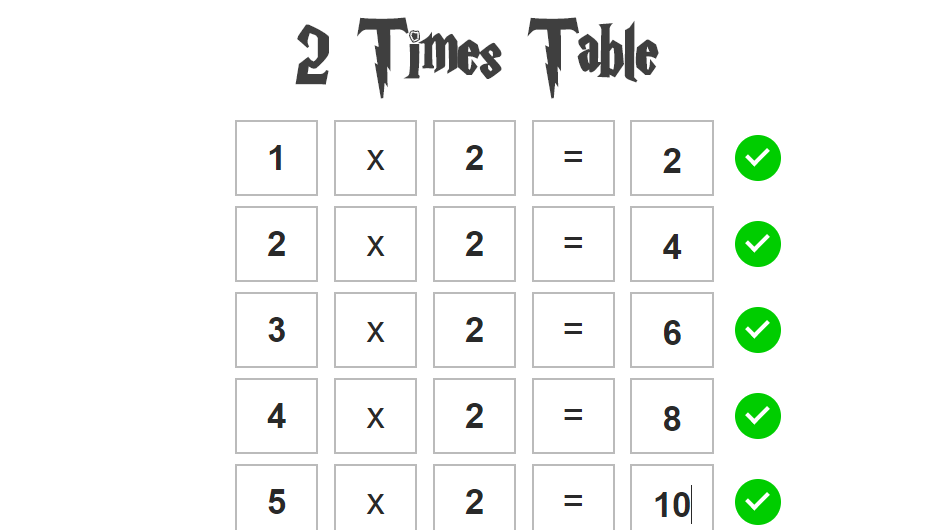 2 Times Table
1 x 2 = 2
2 x 2 = 4
3 x 2 = 6
4 x 2 = 8
5 x 2 = 10